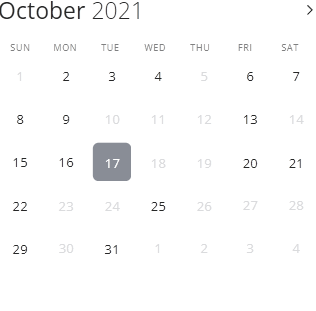 October 2021
SUN MON TUE WED THU FRI SAT
1 2 3 4 5 6 7
8 9 10 11 12 13 14
15 16 17 18 19 20 21
22 23 24 25 26 27 28
29 30 31 1 2 3 4